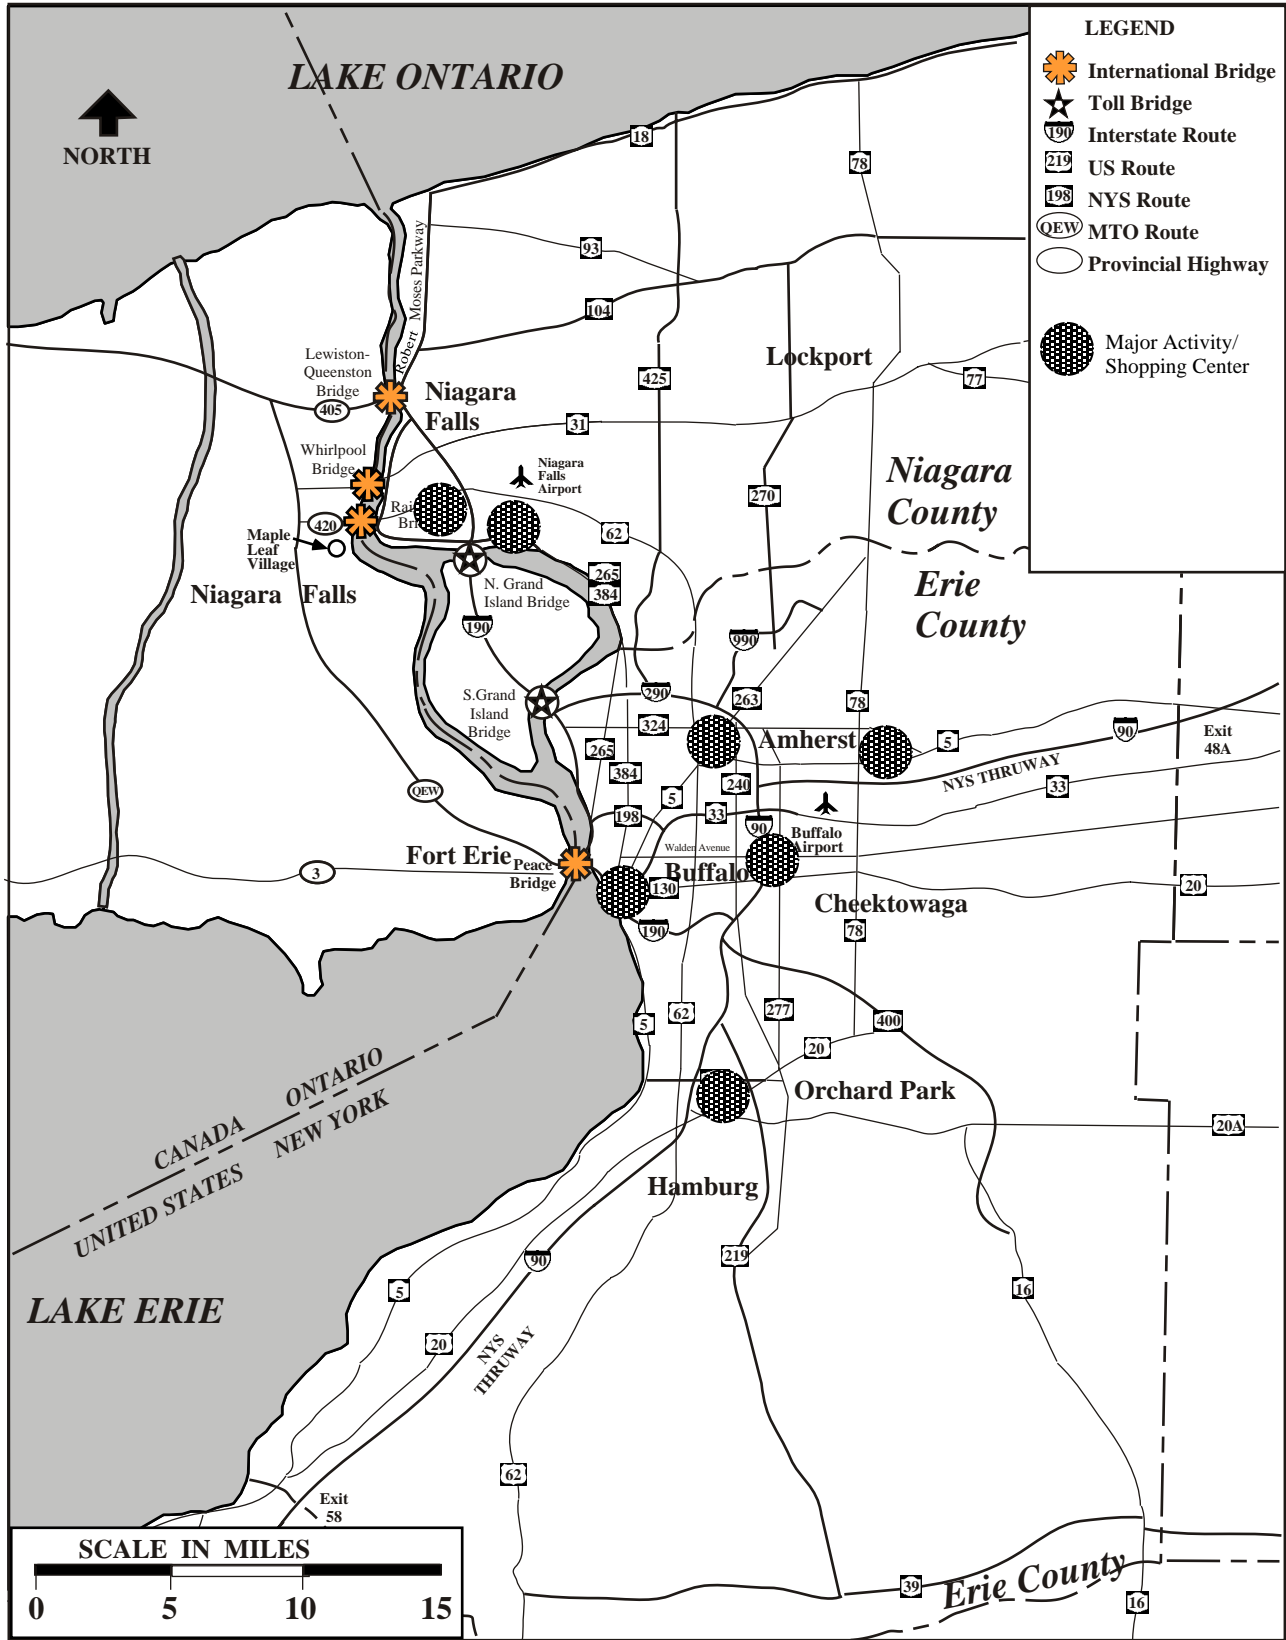 LEGEND
International Bridge
Toll Bridge
190 Interstate Route
219 US Route
198 NYS Route
QEW MTO Route
Provincial Highway
Major Activity/
Shopping Center
LAKE ONTARIO
NORTH
18
78
93
Robert Moses Parkway
104
Lewiston-
Queenston
Bridge
405
Niagara
Falls
Lockport
425
77
31
Whirlpool
Bridge
Niagara
Falls
Airport
270
Niagara
County
420
62
Maple
Leaf
Village
Niagara Falls
265
384
N. Grand
Island Bridge
Erie
County
190
990
S.Grand
Island
Bridge
290
263
78
324
Amherst
5
90
Exit
48A
265
384
240
NYS THRUWAY
33
QEW
5
198
33
90
Buffalo
Airport
Walden Avenue
Fort Erie
Peace
Bridge
3
Buffalo
130
20
Cheektowaga
190
78
5
62
277
400
20
CANADA ONTARIO
UNITED STATES NEW YORK
Orchard Park
20A
Hamburg
90
219
5
16
LAKE ERIE
20
NYS
THRUWAY
62
Exit
58
SCALE IN MILES
0 5 10 15
39
Erie County
16